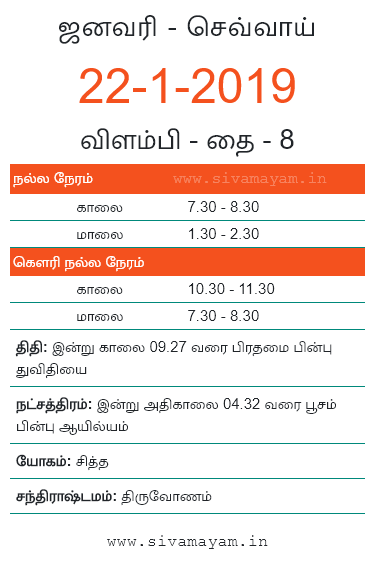 ஜனவரி - செவ்வாய்
22-1-2019
விளம்பி - தை - 8
நல்ல நேரம் www.sivamayam.in
காலை 7.30 - 8.30
மாலை 1.30 - 2.30
கௌரி நல்ல நேரம்
காலை 10.30 - 11.30
மாலை 7.30 - 8.30
திதி: இன்று காலை 09.27 வரை பிரதமை பின்பு
துவிதியை
நட்சத்திரம்: இன்று அதிகாலை 04.32 வரை பூசம்
பின்பு ஆயில்யம்
யோகம்: சித்த
சந்திராஷ்டமம்: திருவோணம்
www.sivamayam.in